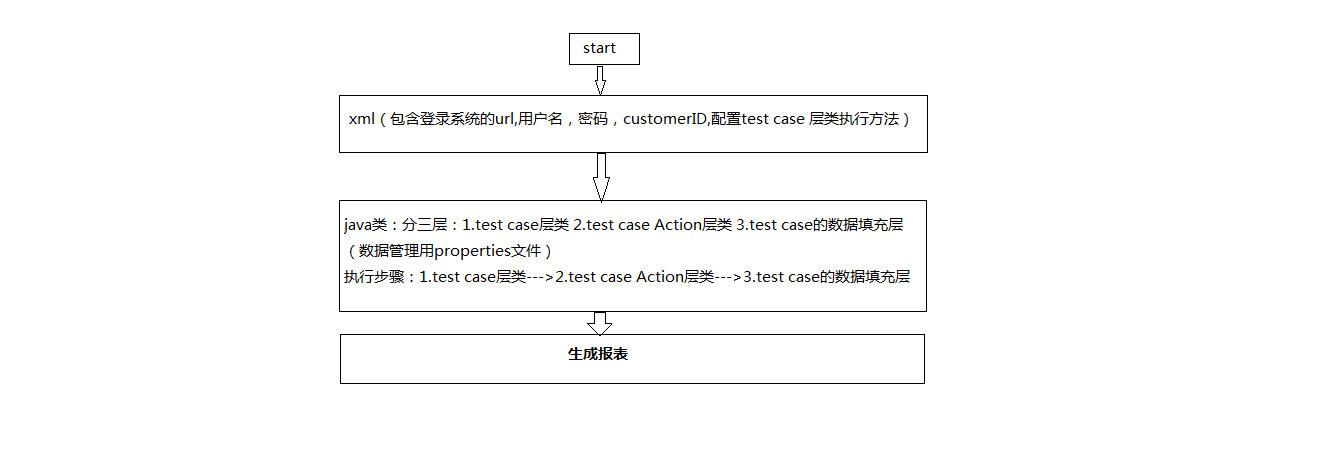 start
xml（包含登录系统的url,用户名，密码，customerID,配置test case 层类执行方法）
java类：分三层：1.test case层类 2.test case Action层类 3.test case的数据填充层
（数据管理用properties文件）
执行步骤：1.test case层类--->2.test case Action层类--->3.test case的数据填充层
生成报表